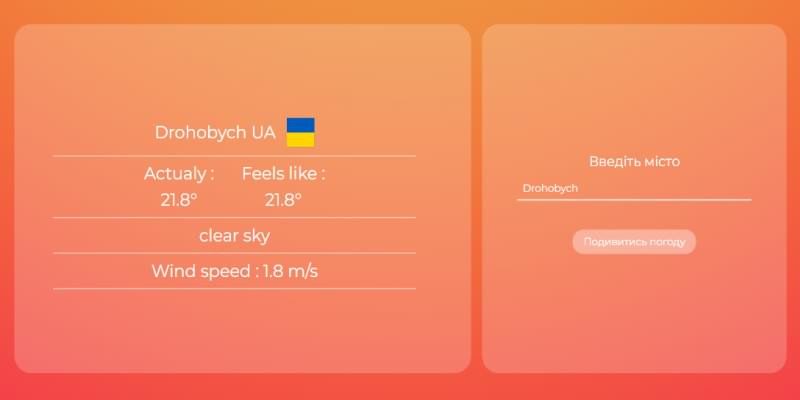 Drohobych UA
Actualy : Feels like :
21.8° 21.8°
clear sky
Wind speed : 1.8 m/s
Введіть місто
Drohobych
Подивитись погоду